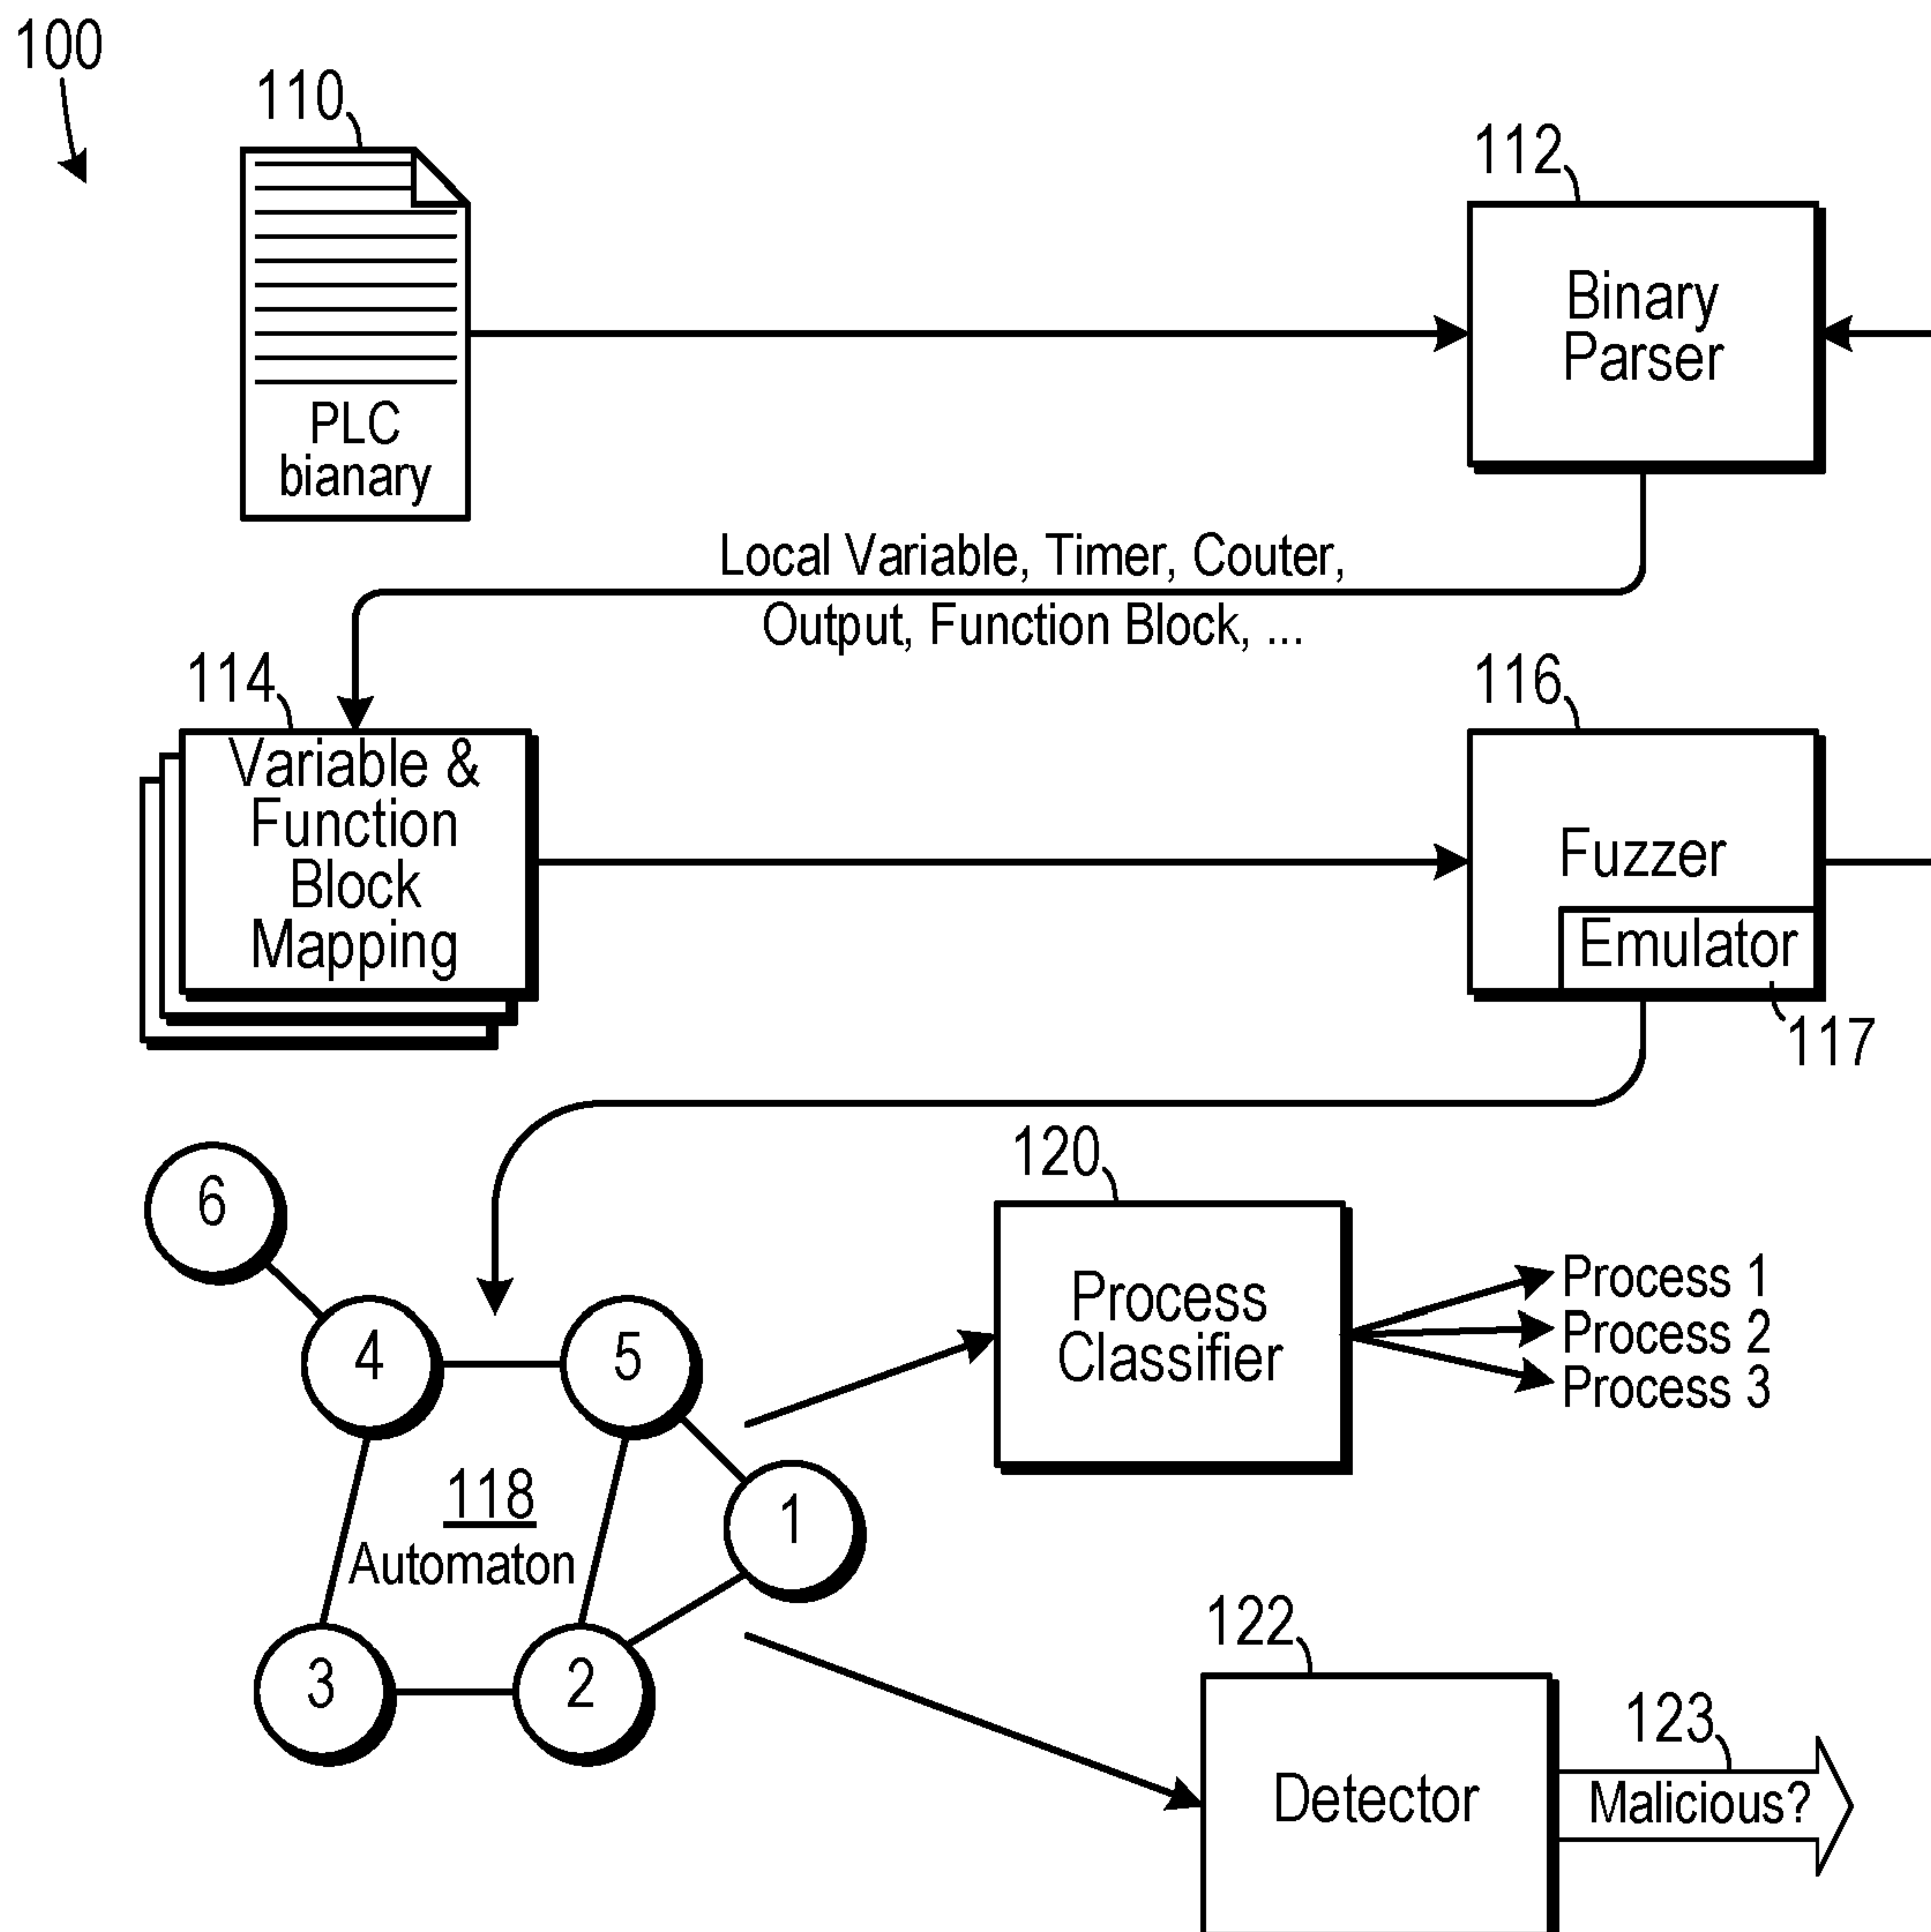 100
110
PLC
bianary
112
Binary
Parser
Local Variable, Timer, Couter,
Output, Function Block, ...
114
Variable &
Function
Block
Mapping
116
Fuzzer
Emulator
117
6
4
5
1
3
2
118
Automaton
120
Process
Classifier
Process 1
Process 2
Process 3
122
Detector
123
Malicious?